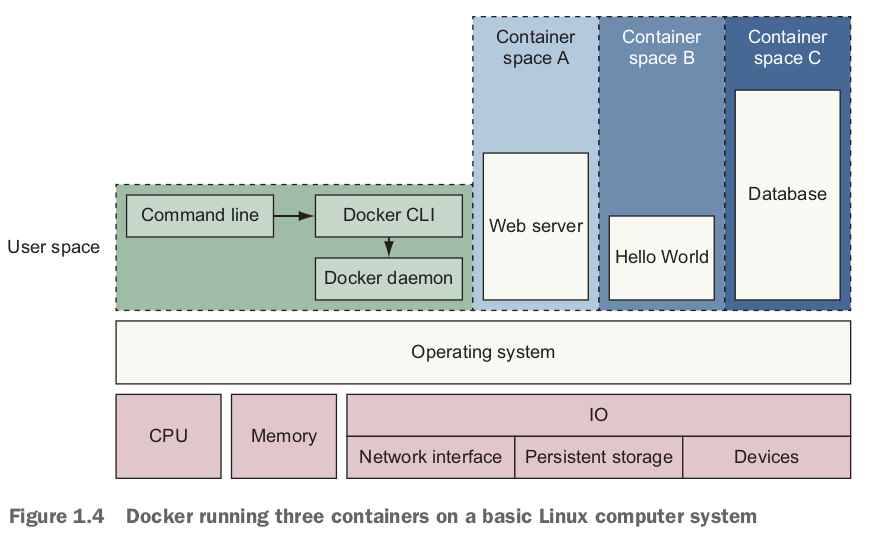 Container
space A
Container
space B
Container
space C
Command line
Docker CLI
Database
Web server
User space
Hello World
Docker daemon
Operating system
CPU
Memory
IO
Network interface
Persistent storage
Devices
Figure 1.4 Docker running three containers on a basic Linux computer system